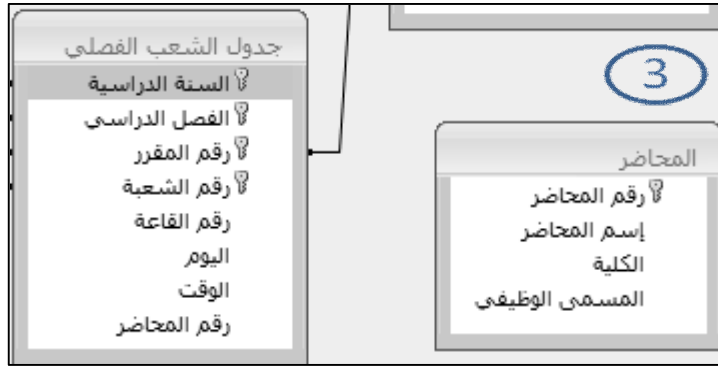 3
المحاضر
رقم المحاضر
إسم المحاضر
الكلية
المسمى الوظيفي
جدول الشعب الفصلي
السنة الدراسية
الفصل الدراسي
رقم المقرر
رقم الشعبة
رقم القاعة
اليوم
الوقت
رقم المحاضر